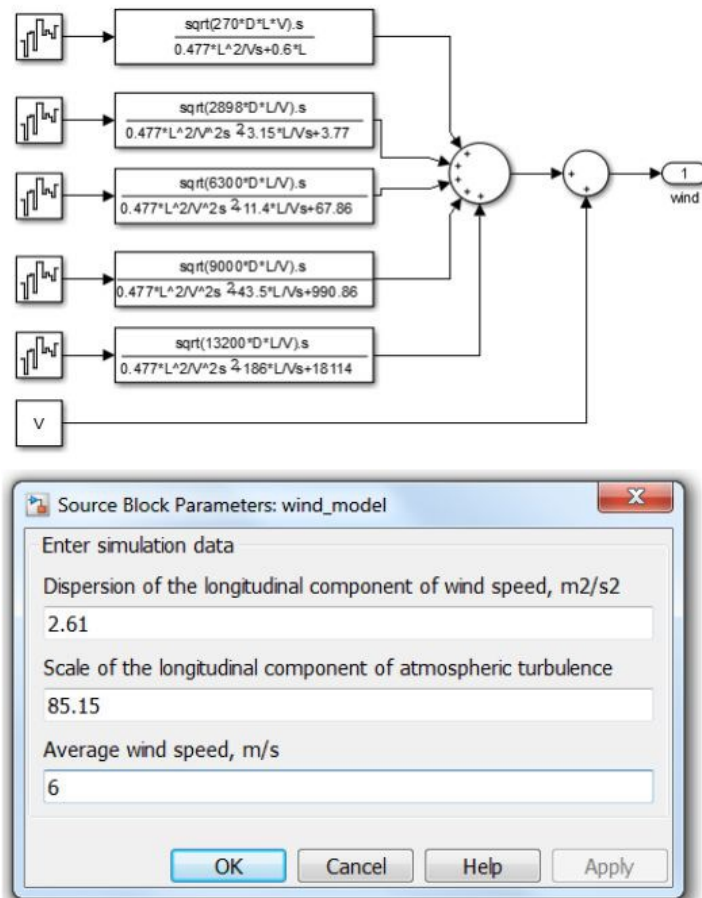 sqrt(270*D*L*V).s
0.477*L^2/Vs+0.6*L
sqrt(2898*D*L/V).s
0.477*L^2/V^2s 2+3.15*L/Vs+3.77
sqrt(6300*D*L/V).s
0.477*L^2/V^2s 2+11.4*L/Vs+67.86
sqrt(9000*D*L/V).s
0.477*L^2/V^2s 2+43.5*L/Vs+990.86
sqrt(13200*D*L/V).s
0.477*L^2/V^2s 2+186*L/Vs+18114
V
+
+
+
+
+
+
+
1
wind
Source Block Parameters: wind_model
X
Enter simulation data
Dispersion of the longitudinal component of wind speed, m2/s2
2.61
Scale of the longitudinal component of atmospheric turbulence
85.15
Average wind speed, m/s
6
OK Cancel Help Apply